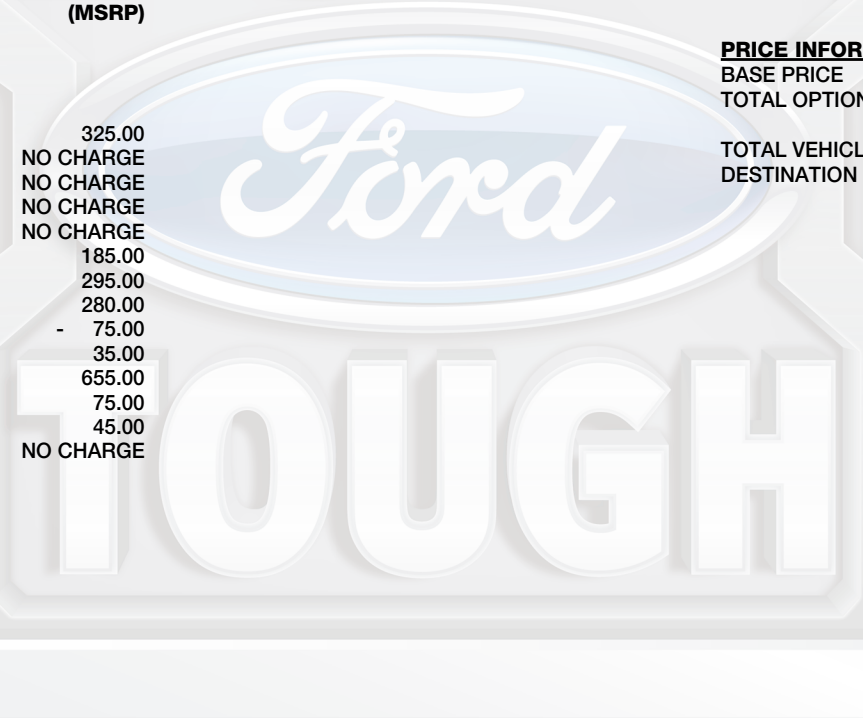 (MSRP)
325.00
NO CHARGE
NO CHARGE
NO CHARGE
NO CHARGE
185.00
295.00
280.00
- 75.00
35.00
655.00
75.00
45.00
NO CHARGE
PRICE INFOR
BASE PRICE
TOTAL OPTION
TOTAL VEHICL
DESTINATION
Ford
TOUGH